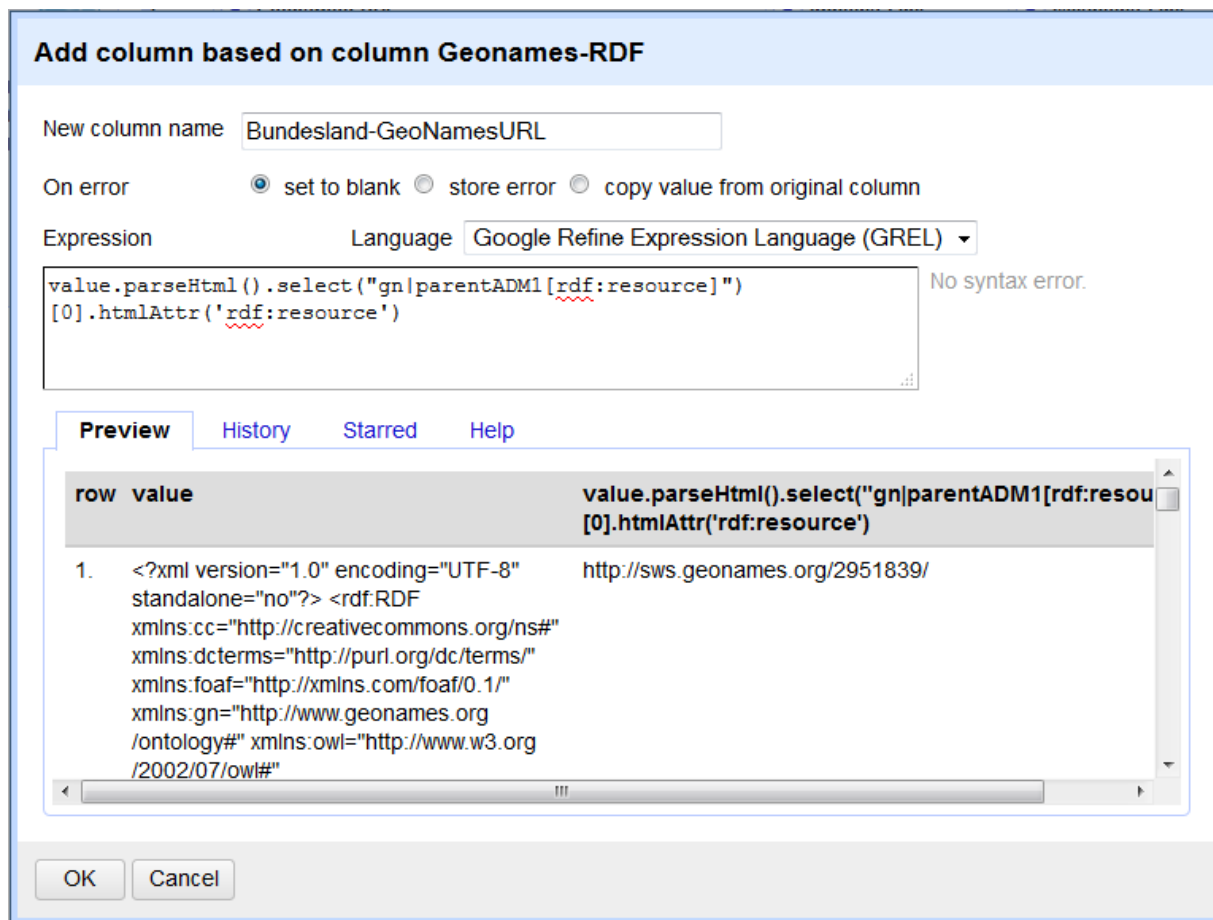 Add column based on column Geonames-RDF
New column name Bundesland-GeoNamesURL
On error set to blank store error copy value from original column
Expression Language Google Refine Expression Language (GREL)
value.parseHtml().select("gn|parentADM1[rdf:resource]")
[0].htmlAttr('rdf:resource')
No syntax error.
Preview History Starred Help
row value value.parseHtml().select("gn|parentADM1[rdf:resou
[0].htmlAttr('rdf:resource')
1. <?xml version="1.0" encoding="UTF-8" http://sws.geonames.org/2951839/
standalone="no"?> <rdf:RDF
xmlns:cc="http://creativecommons.org/ns#"
xmlns:dcterms="http://purl.org/dc/terms/"
xmlns:foaf="http://xmlns.com/foaf/0.1/"
xmlns:gn="http://www.geonames.org
/ontology#" xmlns:owl="http://www.w3.org
/2002/07/owl#"
OK Cancel